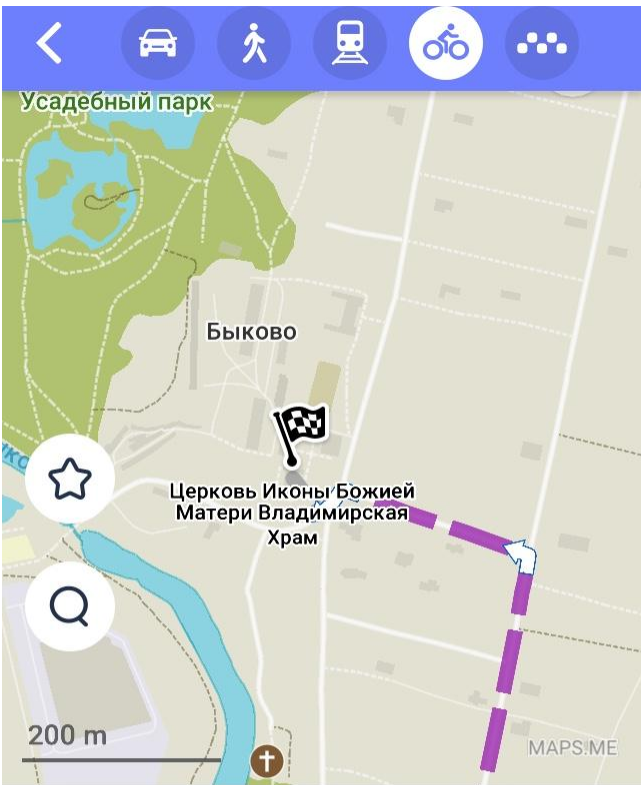 Усадебный парк
Быково
Церковь Иконы Божией
Матери Владимирская
Храм
200 m
MAPS.ME